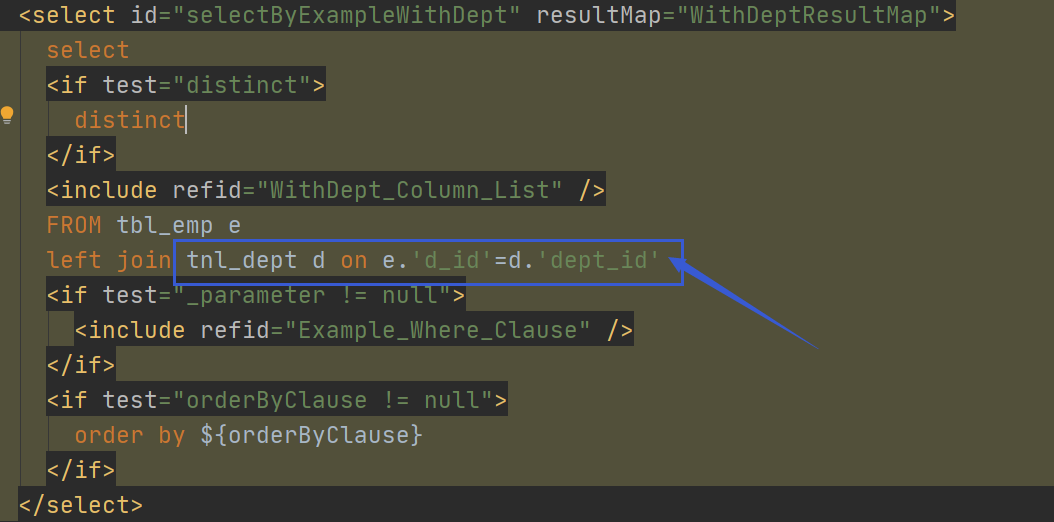 <select id="selectByExampleWithDept" resultMap="WithDeptResultMap">
select
<if test="distinct">
distinct
</if>
<include refid="WithDept_Column_List" />
FROM tbl_emp e
left join tnl_dept d on e.'d_id'=d.'dept_id'
<if test="_parameter != null">
<include refid="Example_Where_Clause" />
</if>
<if test="orderByClause != null">
order by ${orderByClause}
</if>
</select>